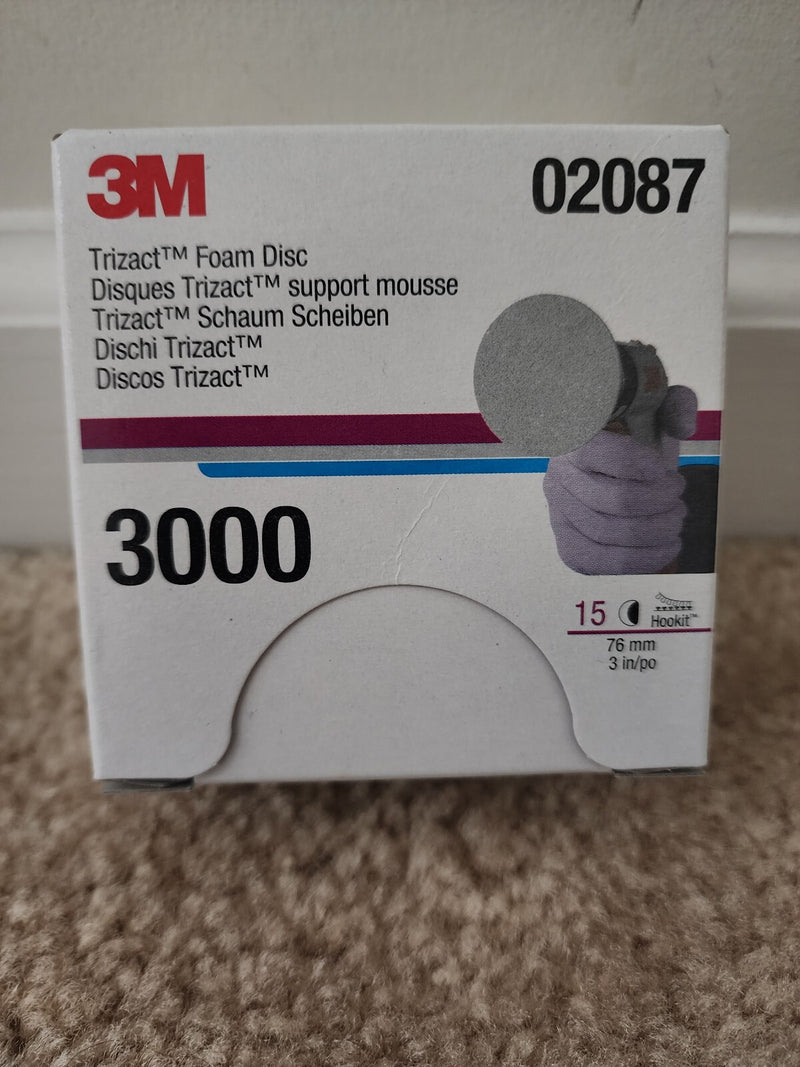 3M
02087
Trizact™ Foam Disc
Disques Trizact™ support mousse
Trizact™ Schaum Scheiben
Dischi Trizact™
Discos Trizact™
3000
15
Hookit™
76 mm
3 in/po